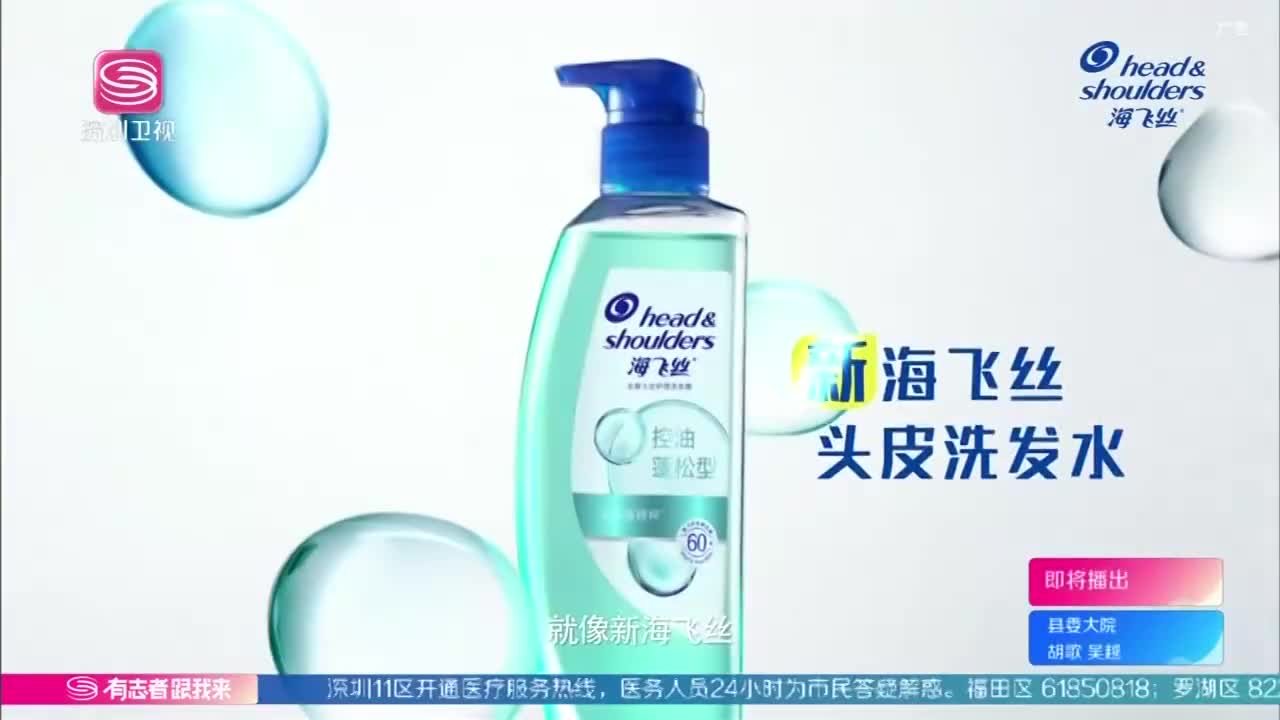 深圳卫视
广告
head&
shoulders
海飞丝
head&
shoulders
海飞丝
控油
蓬松型
60
新海飞丝
头皮洗发水
就像新海飞丝
即将播出
县委大院
胡歌 吴越
有志者跟我来
深圳11区开通医疗服务热线，医务人员24小时为市民答疑解惑。福田区 61850818；罗湖区 82